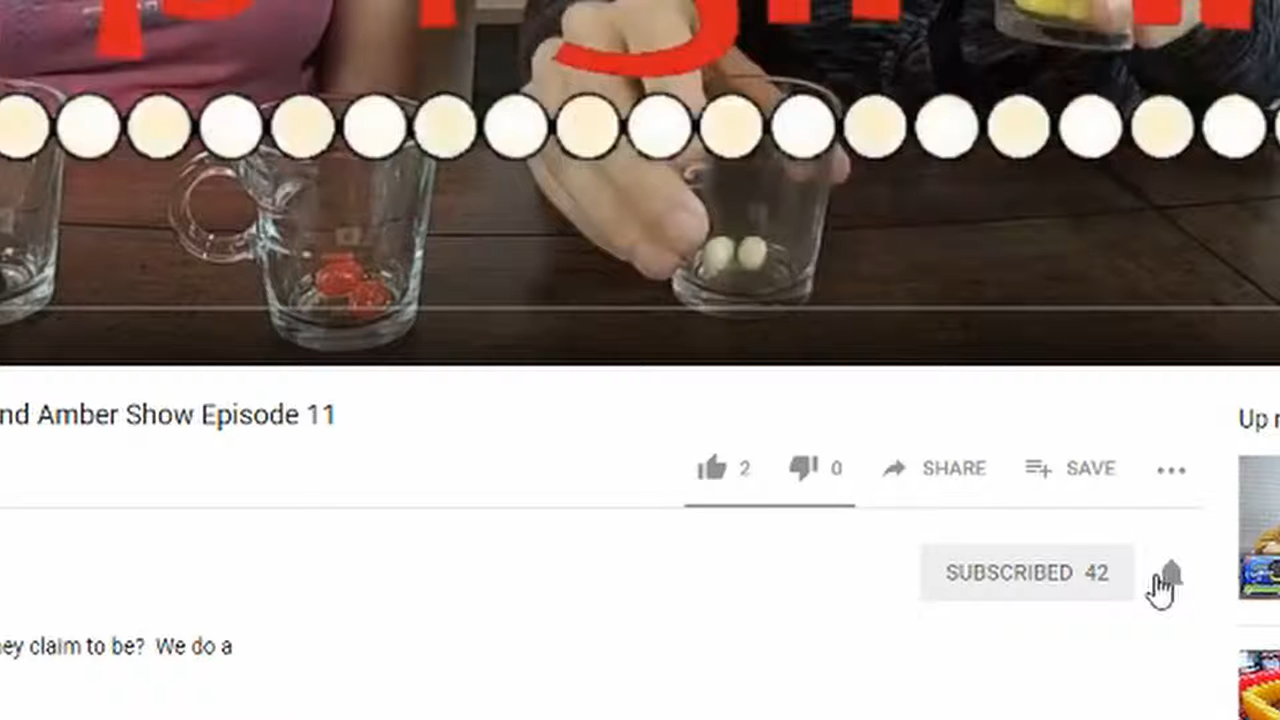 nd Amber Show Episode 11
Up
2 0 SHARE SAVE
SUBSCRIBED 42
ey claim to be? We do a